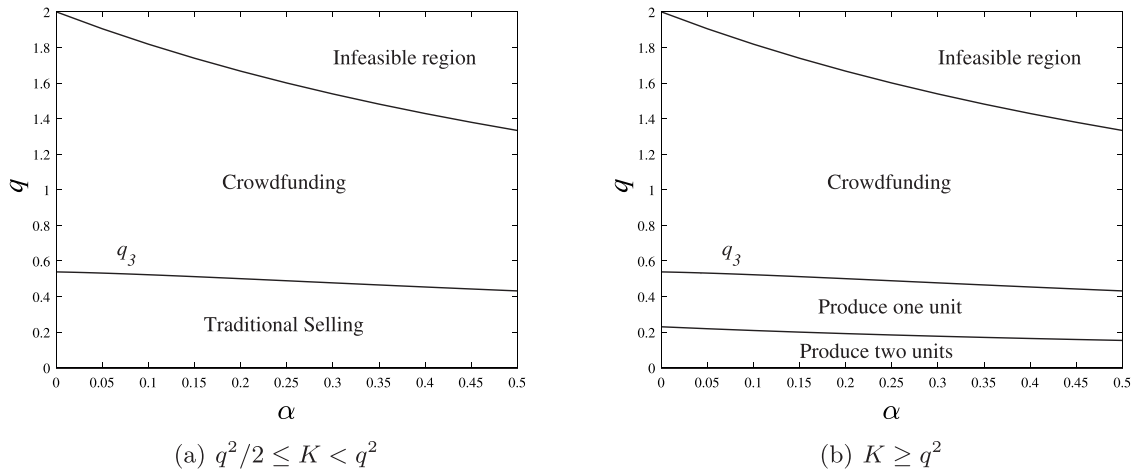 2
1.8
1.6
1.4
1.2
1
0.8
0.6
0.4
0.2
0
q
Infeasible region
Crowdfunding
q3
Traditional Selling
0 0.05 0.1 0.15 0.2 0.25 0.3 0.35 0.4 0.45 0.5
α
(a) q²/2 ≤ K < q²
2
1.8
1.6
1.4
1.2
1
0.8
0.6
0.4
0.2
0
q
Infeasible region
Crowdfunding
q3
Produce one unit
Produce two units
0 0.05 0.1 0.15 0.2 0.25 0.3 0.35 0.4 0.45 0.5
α
(b) K ≥ q²